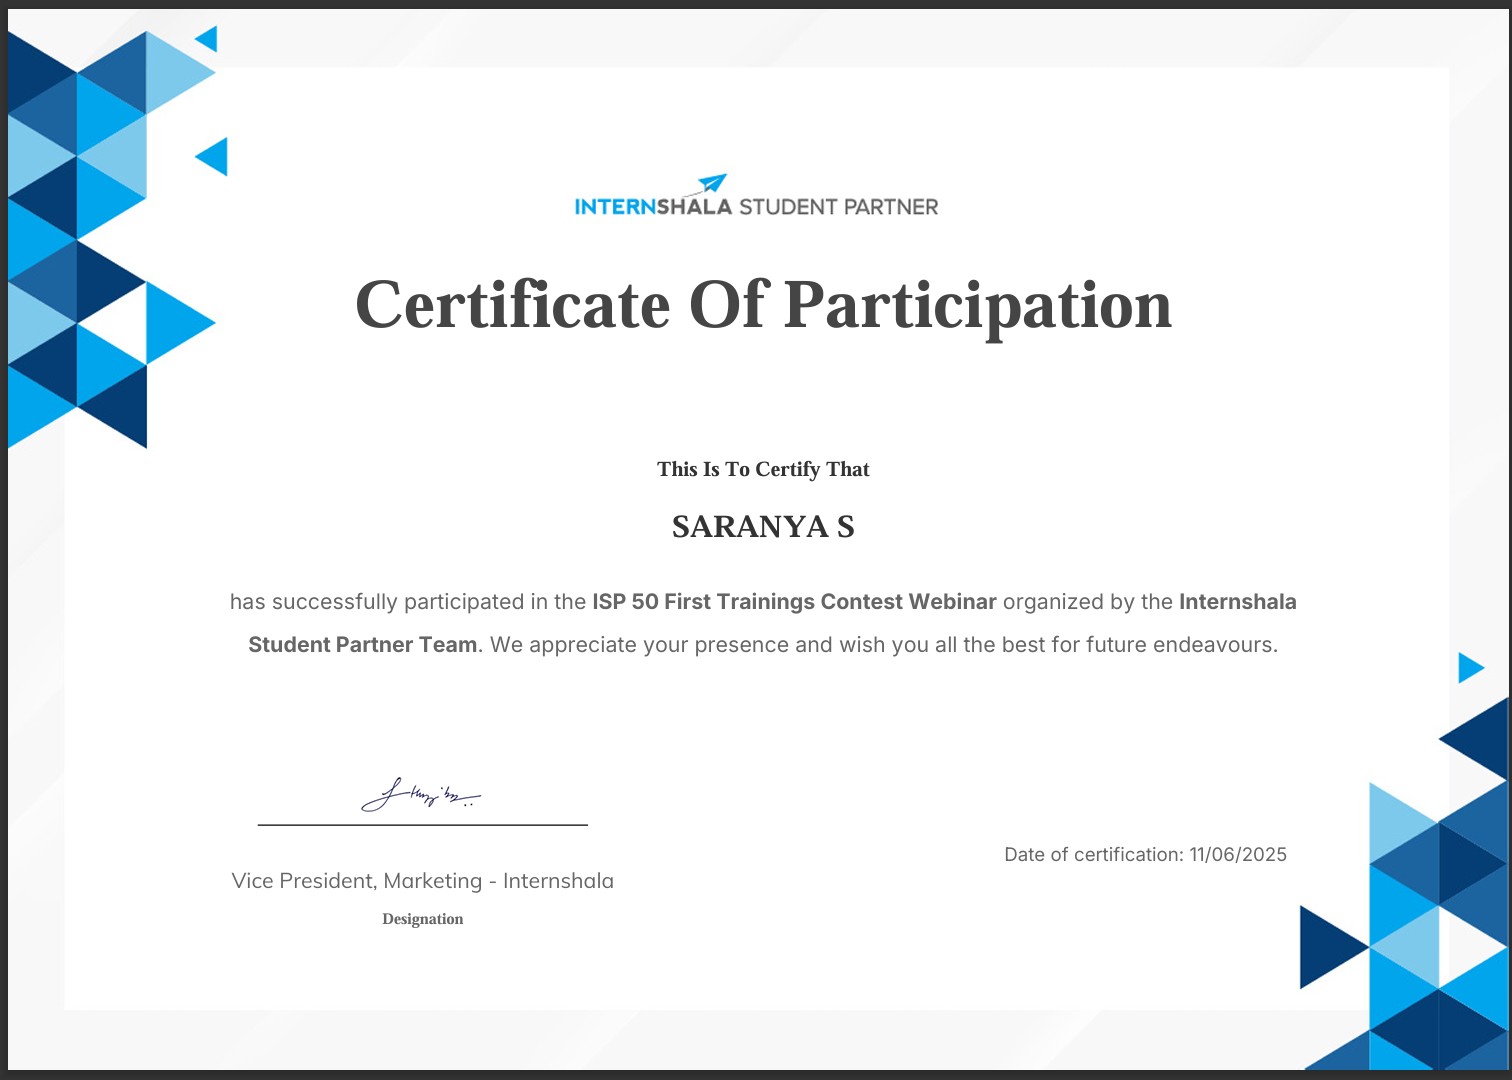 INTERNSHALA STUDENT PARTNER
Certificate Of Participation
This Is To Certify That
SARANYA S
has successfully participated in the ISP 50 First Trainings Contest Webinar organized by the Internshala
Student Partner Team. We appreciate your presence and wish you all the best for future endeavours.
Date of certification: 11/06/2025
Vice President, Marketing - Internshala
Designation